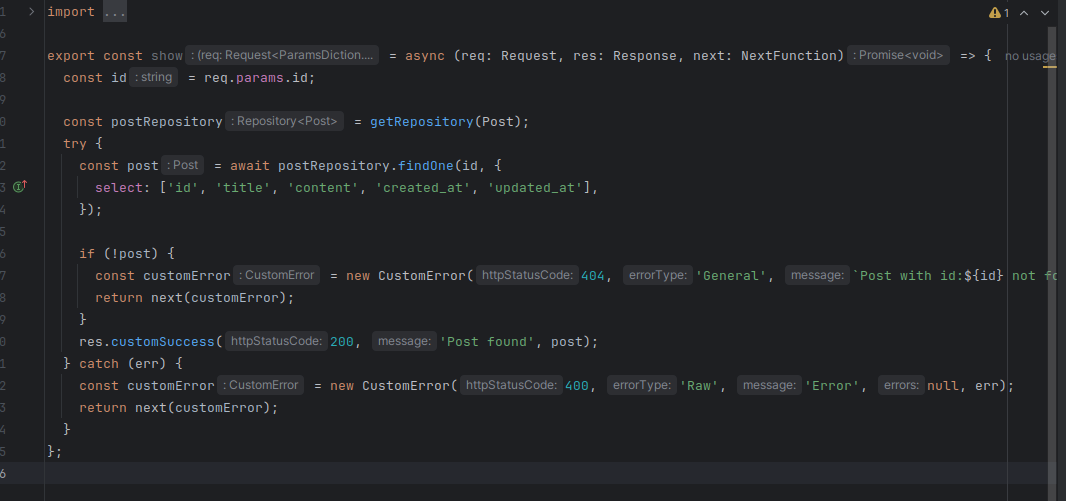 1 import ...
1
6
7 export const show : (req: Request<ParamsDiction.... = async (req: Request, res: Response, next: NextFunction) : Promise<void> => { no usage
8 const id : string = req.params.id;
9
0 const postRepository : Repository<Post> = getRepository(Post);
1 try {
2 const post : Post = await postRepository.findOne(id, {
3 select: ['id', 'title', 'content', 'created_at', 'updated_at'],
4 });
5
6 if (!post) {
7 const customError : CustomError = new CustomError( httpStatusCode: 404, errorType: 'General', message: `Post with id:${id} not fo
8 return next(customError);
9 }
0 res.customSuccess( httpStatusCode: 200, message: 'Post found', post);
1 } catch (err) {
2 const customError : CustomError = new CustomError( httpStatusCode: 400, errorType: 'Raw', message: 'Error', errors: null, err);
3 return next(customError);
4 }
5 };
6